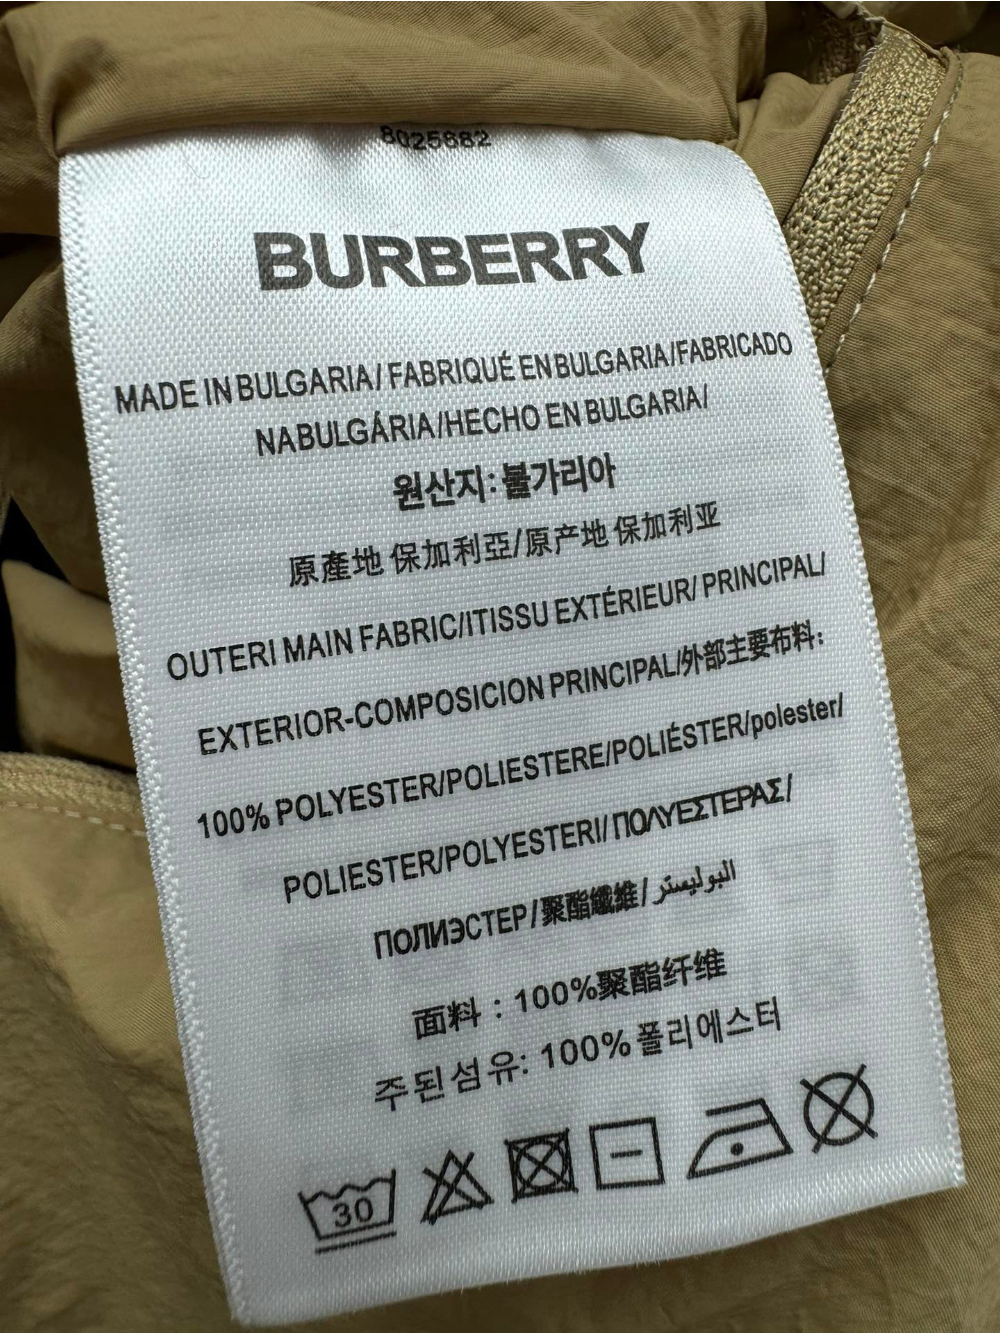 8025882
BURBERRY
MADE IN BULGARIA/ FABRIQUÉ EN BULGARIA/FABRICADO
NABULGÁRIA/HECHO EN BULGARIA/
원산지: 불가리아
原產地 保加利亞/原产地 保加利亚
OUTERI MAIN FABRIC/ITISSU EXTÉRIEUR/ PRINCIPAL/
EXTERIOR-COMPOSICION PRINCIPAL/外部主要布料:
100% POLYESTER/POLIESTERE/POLIÉSTER/polester/
POLIESTER/POLYESTERI/ ΠΟΛΥΕΣΤΕΡΑΣ/
ПОЛИЭСТЕР/聚酯纖維/البوليستر
面料 : 100%聚酯纤维
주된섬유: 100% 폴리에스터
30